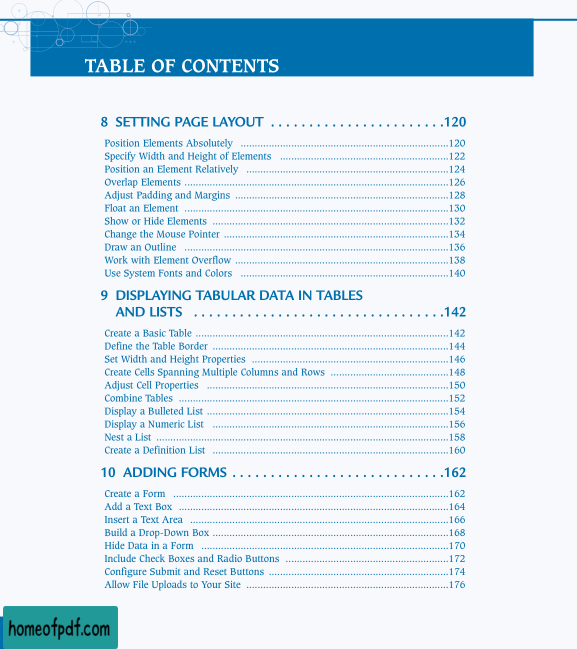 TABLE OF CONTENTS
8 SETTING PAGE LAYOUT . . . . . . . . . . . . . . . . . . . . . . .120
Position Elements Absolutely ..........120
Specify Width and Height of Elements ..........122
Position an Element Relatively ..........124
Overlap Elements ..........126
Adjust Padding and Margins ..........128
Float an Element ..........130
Show or Hide Elements ..........132
Change the Mouse Pointer ..........134
Draw an Outline ..........136
Work with Element Overflow ..........138
Use System Fonts and Colors ..........140
9 DISPLAYING TABULAR DATA IN TABLES
AND LISTS . . . . . . . . . . . . . . . . . . . . . . . . . . . . . . . . .142
Create a Basic Table ..........142
Define the Table Border ..........144
Set Width and Height Properties ..........146
Create Cells Spanning Multiple Columns and Rows ..........148
Adjust Cell Properties ..........150
Combine Tables ..........152
Display a Bulleted List ..........154
Display a Numeric List ..........156
Nest a List ..........158
Create a Definition List ..........160
10 ADDING FORMS . . . . . . . . . . . . . . . . . . . . . . . . . . . .162
Create a Form ..........162
Add a Text Box ..........164
Insert a Text Area ..........166
Build a Drop-Down Box ..........168
Hide Data in a Form ..........170
Include Check Boxes and Radio Buttons ..........172
Configure Submit and Reset Buttons ..........174
Allow File Uploads to Your Site ..........176
homeofpdf.com